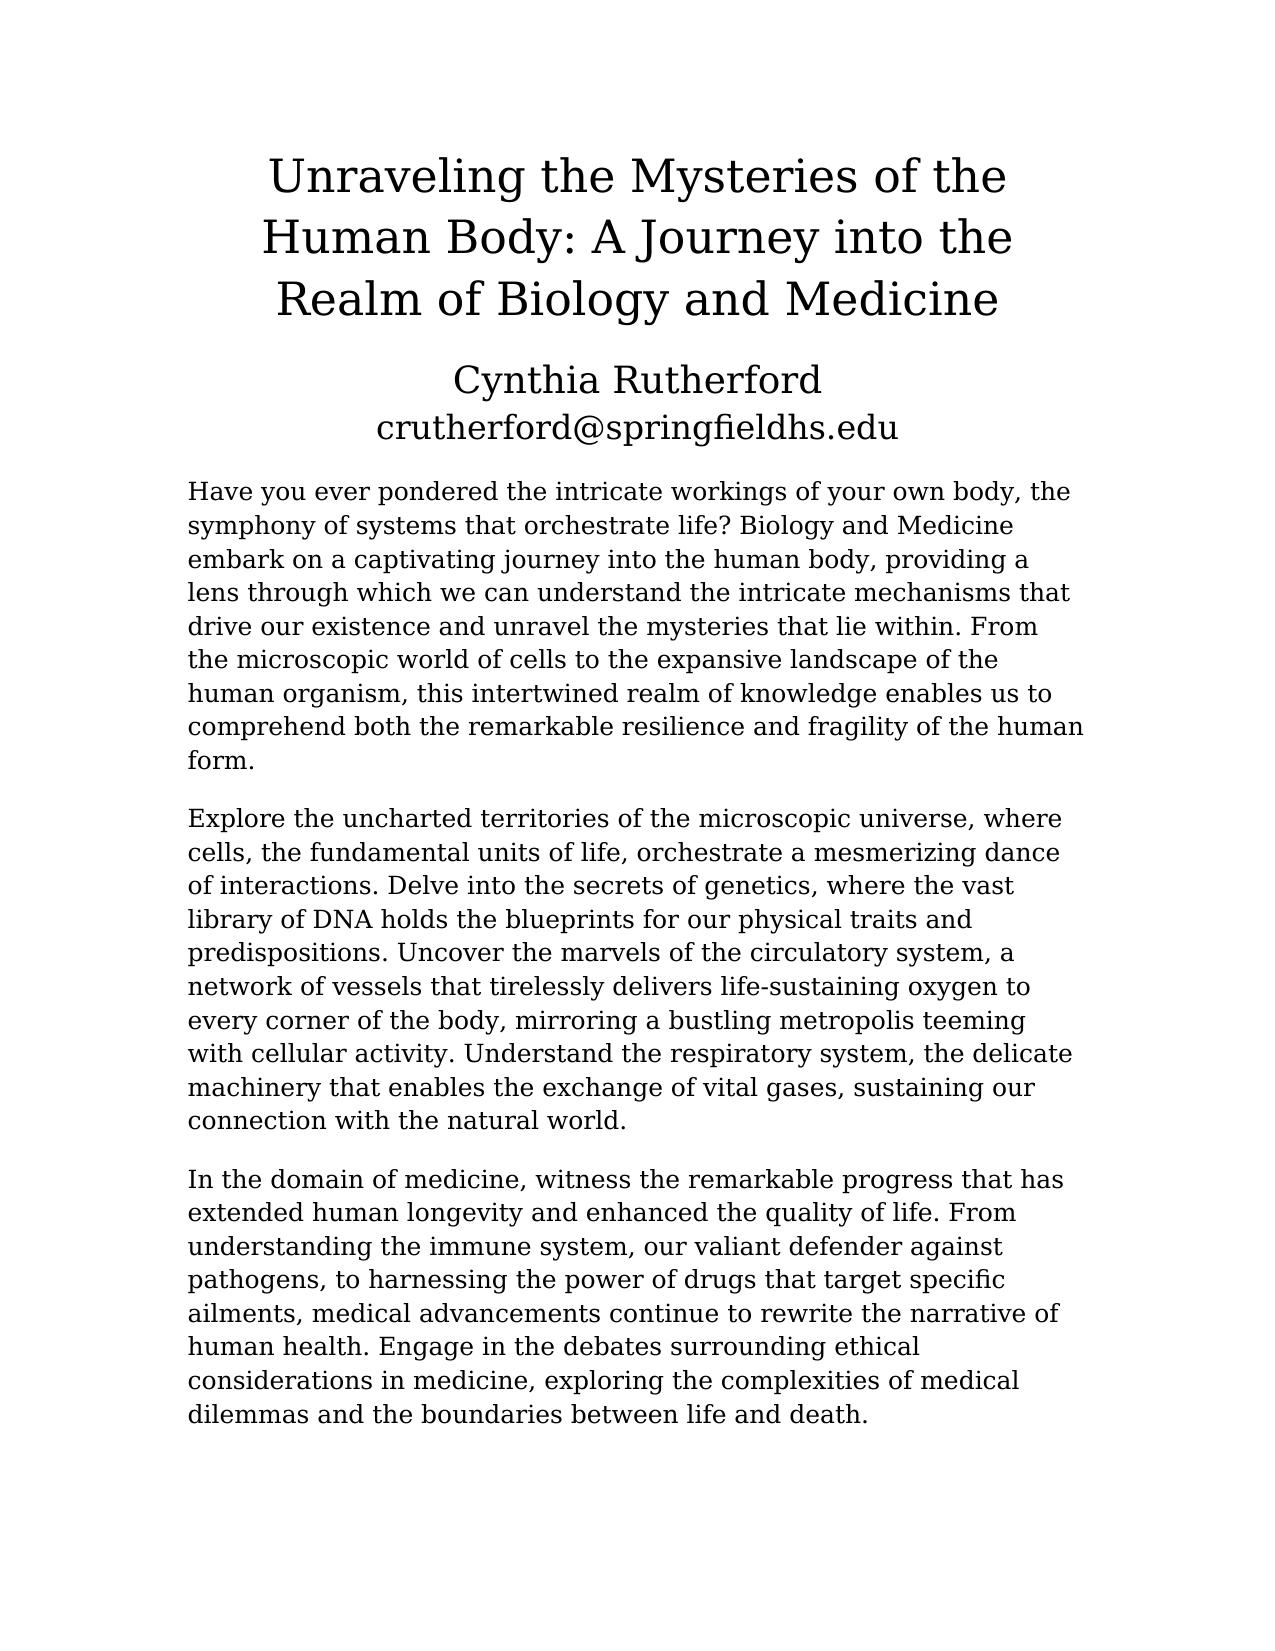 Unraveling the Mysteries of the
Human Body: A Journey into the
Realm of Biology and Medicine
Cynthia Rutherford
crutherford@springfieldhs.edu
Have you ever pondered the intricate workings of your own body, the
symphony of systems that orchestrate life? Biology and Medicine
embark on a captivating journey into the human body, providing a
lens through which we can understand the intricate mechanisms that
drive our existence and unravel the mysteries that lie within. From
the microscopic world of cells to the expansive landscape of the
human organism, this intertwined realm of knowledge enables us to
comprehend both the remarkable resilience and fragility of the human
form.
Explore the uncharted territories of the microscopic universe, where
cells, the fundamental units of life, orchestrate a mesmerizing dance
of interactions. Delve into the secrets of genetics, where the vast
library of DNA holds the blueprints for our physical traits and
predispositions. Uncover the marvels of the circulatory system, a
network of vessels that tirelessly delivers life-sustaining oxygen to
every corner of the body, mirroring a bustling metropolis teeming
with cellular activity. Understand the respiratory system, the delicate
machinery that enables the exchange of vital gases, sustaining our
connection with the natural world.
In the domain of medicine, witness the remarkable progress that has
extended human longevity and enhanced the quality of life. From
understanding the immune system, our valiant defender against
pathogens, to harnessing the power of drugs that target specific
ailments, medical advancements continue to rewrite the narrative of
human health. Engage in the debates surrounding ethical
considerations in medicine, exploring the complexities of medical
dilemmas and the boundaries between life and death.